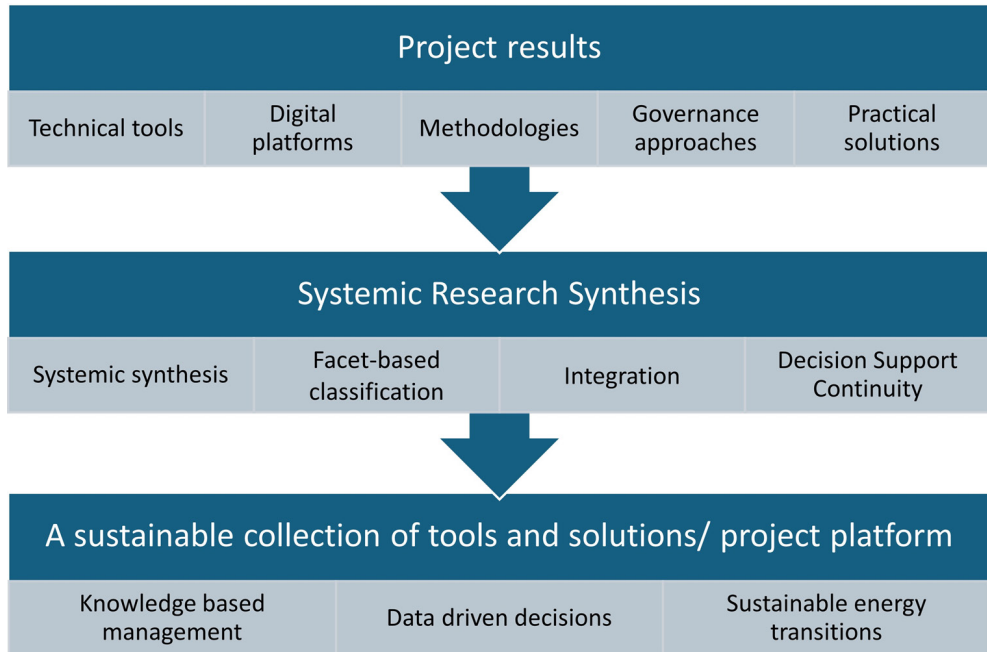 Project results
Technical tools
Digital
platforms
Methodologies
Governance
approaches
Practical
solutions
Systemic Research Synthesis
Systemic synthesis
Facet-based
classification
Integration
Decision Support
Continuity
A sustainable collection of tools and solutions/ project platform
Knowledge based
management
Data driven decisions
Sustainable energy
transitions